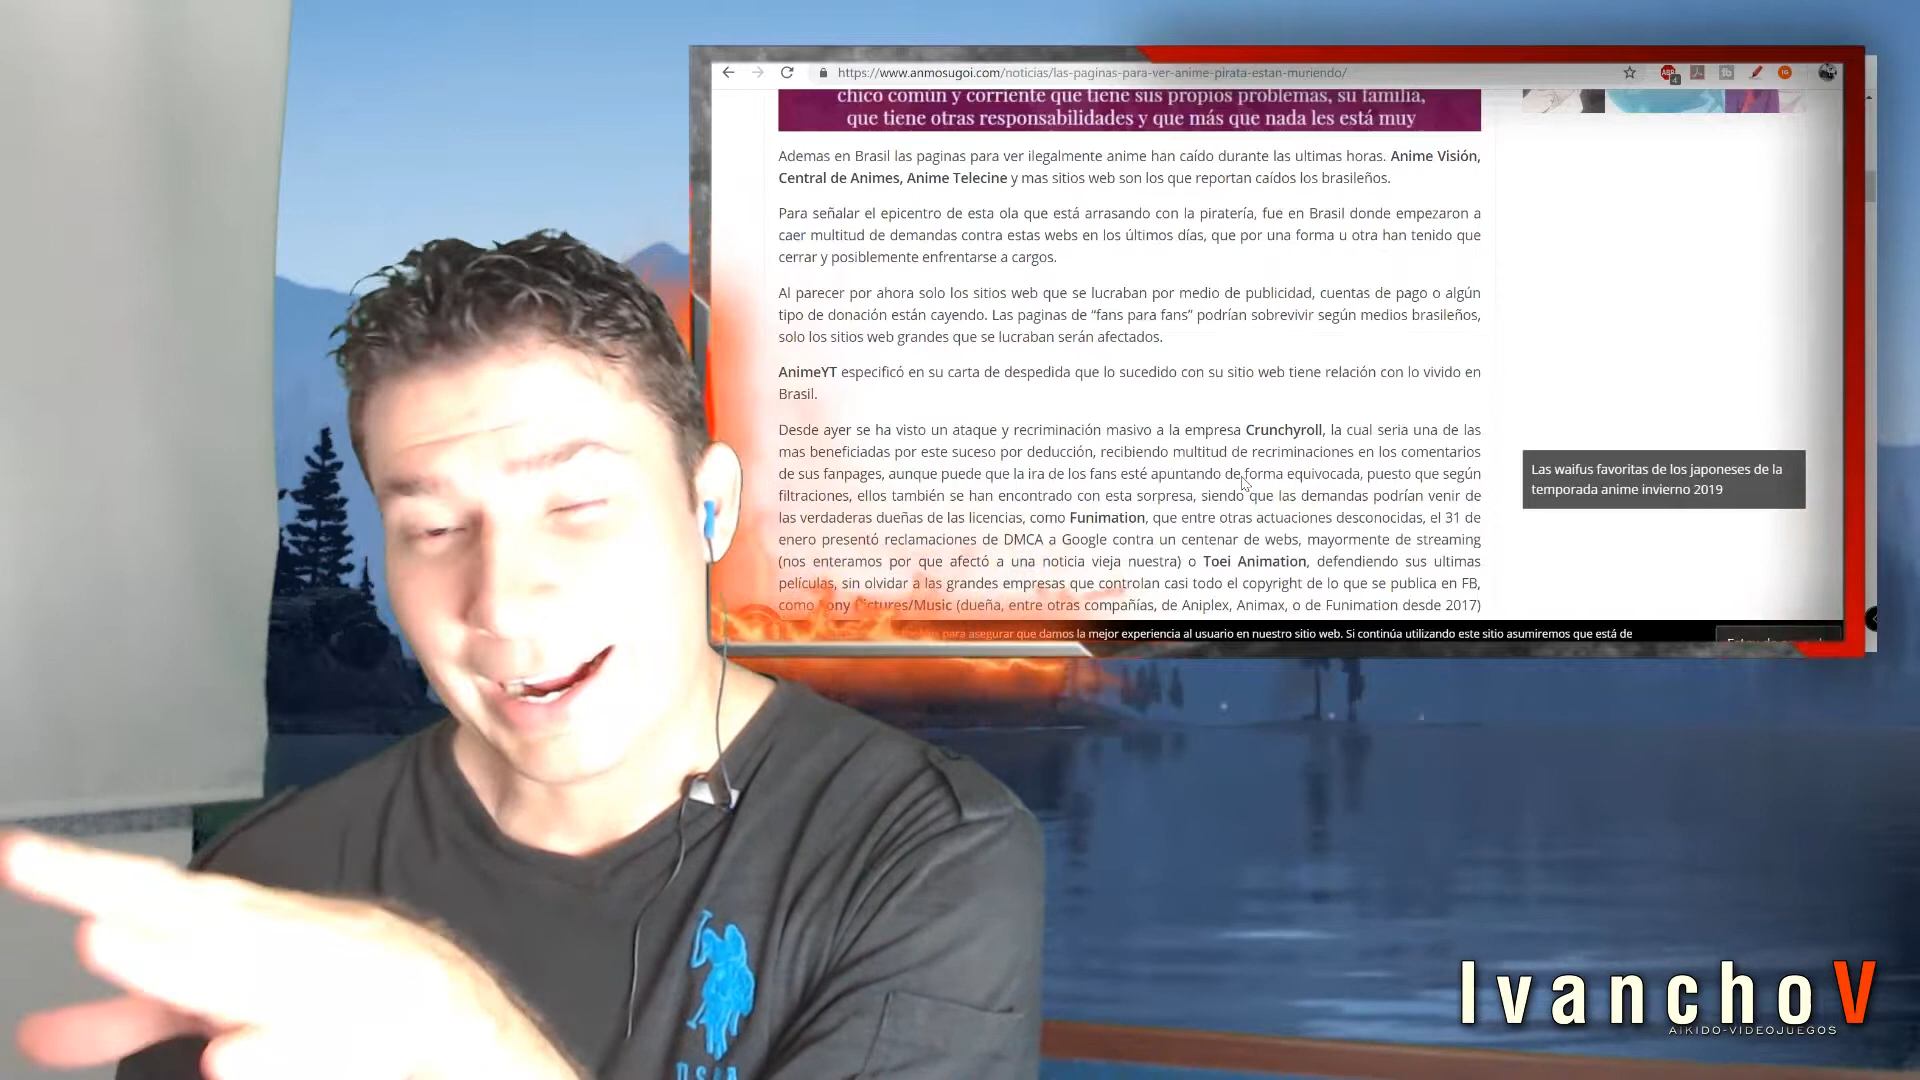 https://www.anmosugoi.com/noticias/las-paginas-para-ver-anime-pirata-estan-muriendo/
chico común y corriente que tiene sus propios problemas, su familia,
que tiene otras responsabilidades y que más que nada les está muy
Ademas en Brasil las paginas para ver ilegalmente anime han caído durante las ultimas horas. Anime Visión,
Central de Animes, Anime Telecine y mas sitios web son los que reportan caídos los brasileños.
Para señalar el epicentro de esta ola que está arrasando con la piratería, fue en Brasil donde empezaron a
caer multitud de demandas contra estas webs en los últimos días, que por una forma u otra han tenido que
cerrar y posiblemente enfrentarse a cargos.
Al parecer por ahora solo los sitios web que se lucraban por medio de publicidad, cuentas de pago o algún
tipo de donación están cayendo. Las paginas de “fans para fans” podrían sobrevivir según medios brasileños,
solo los sitios web grandes que se lucraban serán afectados.
AnimeYT especificó en su carta de despedida que lo sucedido con su sitio web tiene relación con lo vivido en
Brasil.
Desde ayer se ha visto un ataque y recriminación masivo a la empresa Crunchyroll, la cual seria una de las
mas beneficiadas por este suceso por deducción, recibiendo multitud de recriminaciones en los comentarios
de sus fanpages, aunque puede que la ira de los fans esté apuntando de forma equivocada, puesto que según
filtraciones, ellos también se han encontrado con esta sorpresa, siendo que las demandas podrían venir de
las verdaderas dueñas de las licencias, como Funimation, que entre otras actuaciones desconocidas, el 31 de
enero presentó reclamaciones de DMCA a Google contra un centenar de webs, mayormente de streaming
(nos enteramos por que afectó a una noticia vieja nuestra) o Toei Animation, defendiendo sus ultimas
películas, sin olvidar a las grandes empresas que controlan casi todo el copyright de lo que se publica en FB,
como Sony Pictures/Music (dueña, entre otras compañías, de Aniplex, Animax, o de Funimation desde 2017)
para asegurar que damos la mejor experiencia al usuario en nuestro sitio web. Si continúa utilizando este sitio asumiremos que está de
Las waifus favoritas de los japoneses de la
temporada anime invierno 2019
IvanchoV
AIKIDO-VIDEOJUEGOS